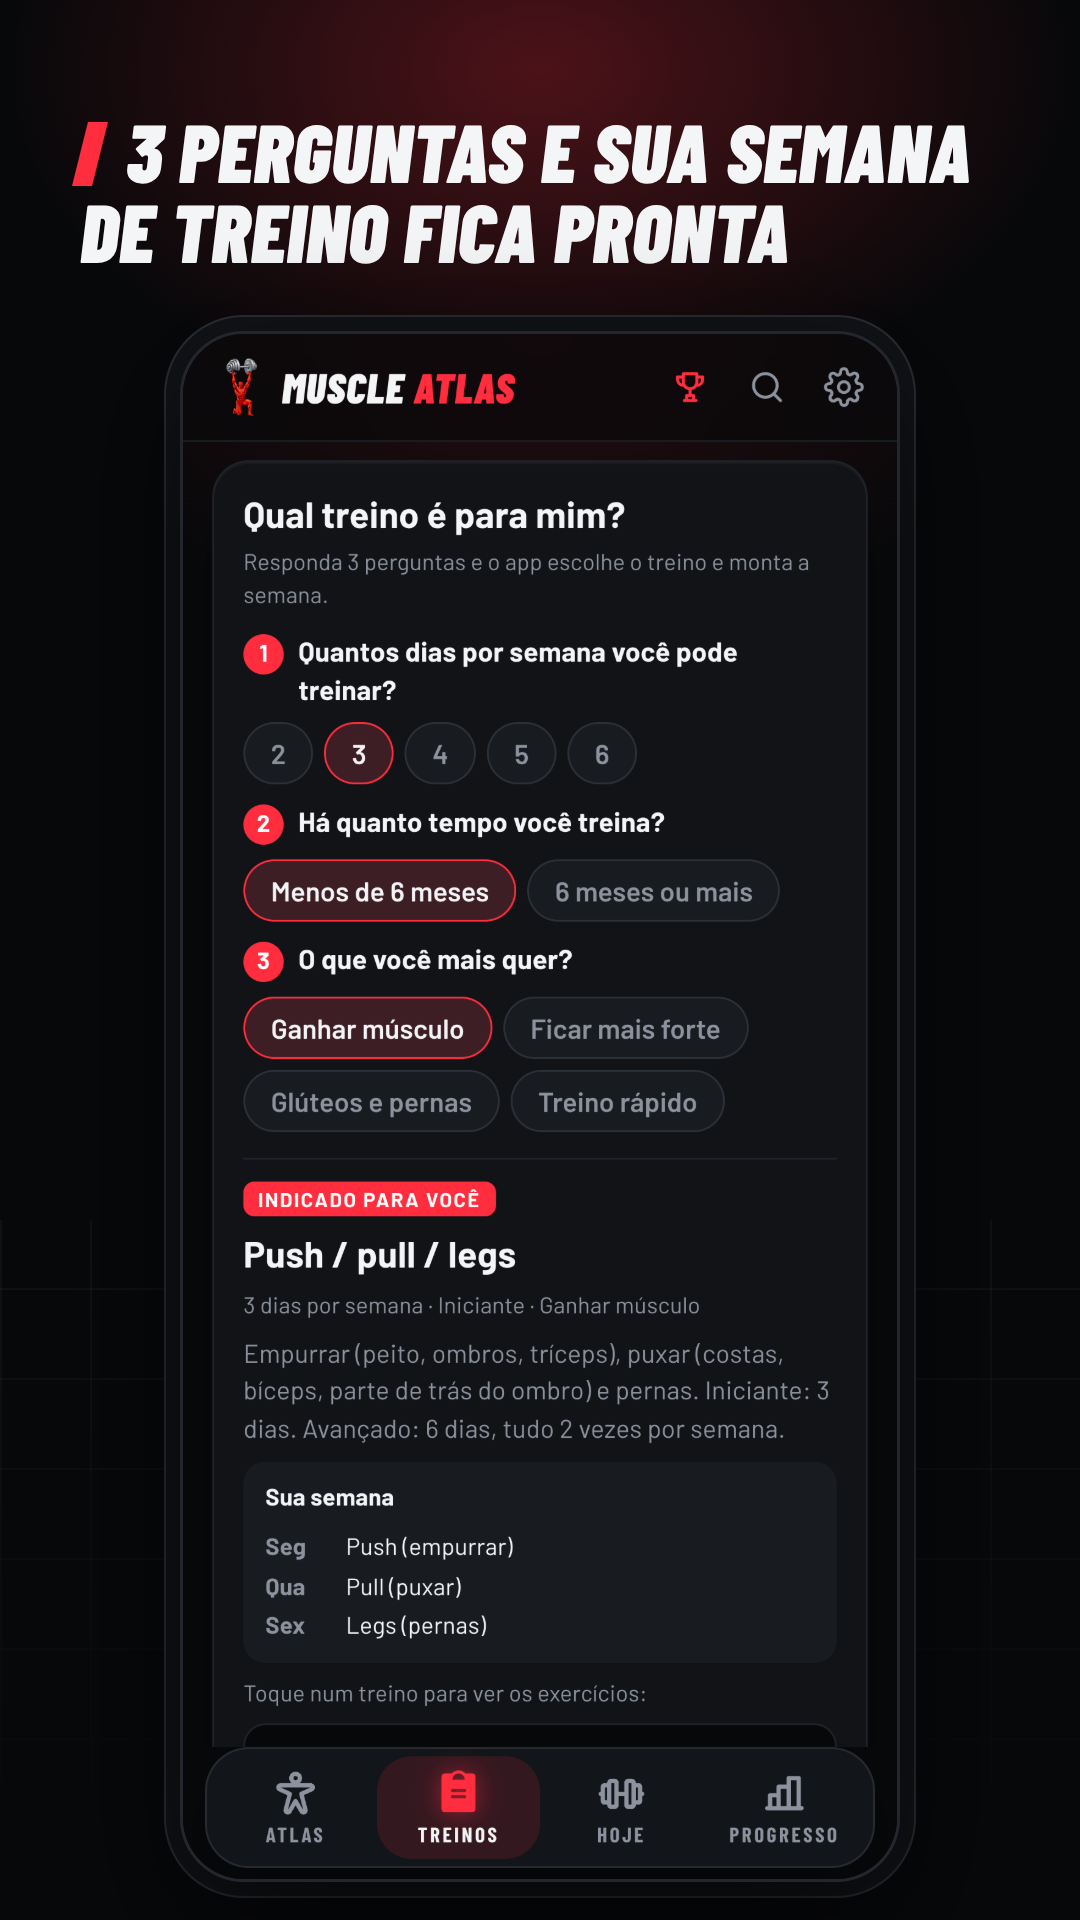 3 PERGUNTAS E SUA SEMANA
DE TREINO FICA PRONTA
MUSCLE ATLAS
Qual treino é para mim?
Responda 3 perguntas e o app escolhe o treino e monta a
semana.
1 Quantos dias por semana você pode
treinar?
2 3 4 5 6
2 Há quanto tempo você treina?
Menos de 6 meses 6 meses ou mais
3 O que você mais quer?
Ganhar músculo Ficar mais forte
Glúteos e pernas Treino rápido
INDICADO PARA VOCÊ
Push / pull / legs
3 dias por semana · Iniciante · Ganhar músculo
Empurrar (peito, ombros, tríceps), puxar (costas,
bíceps, parte de trás do ombro) e pernas. Iniciante: 3
dias. Avançado: 6 dias, tudo 2 vezes por semana.
Sua semana
Seg Push (empurrar)
Qua Pull (puxar)
Sex Legs (pernas)
Toque num treino para ver os exercícios:
ATLAS TREINOS HOJE PROGRESSO